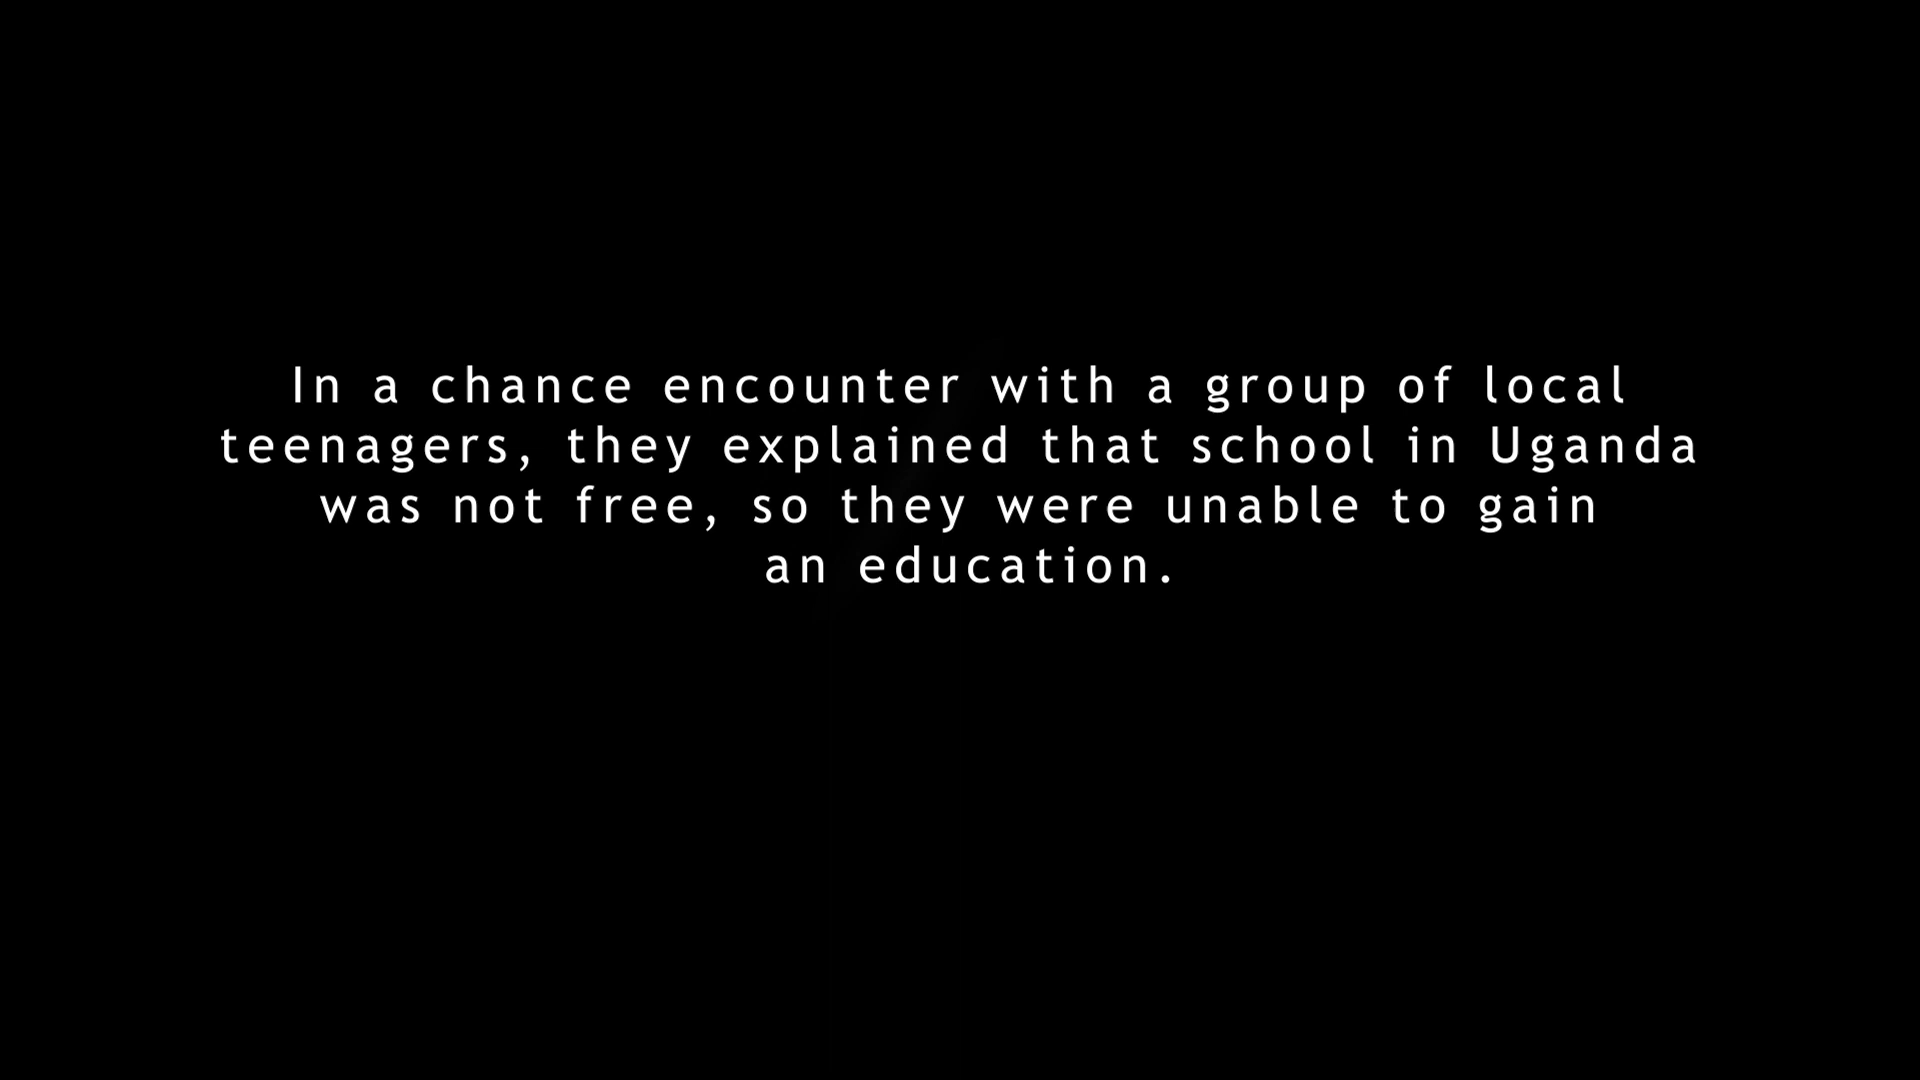 In a chance encounter with a group of local
teenagers, they explained that school in Uganda
was not free, so they were unable to gain
an education.